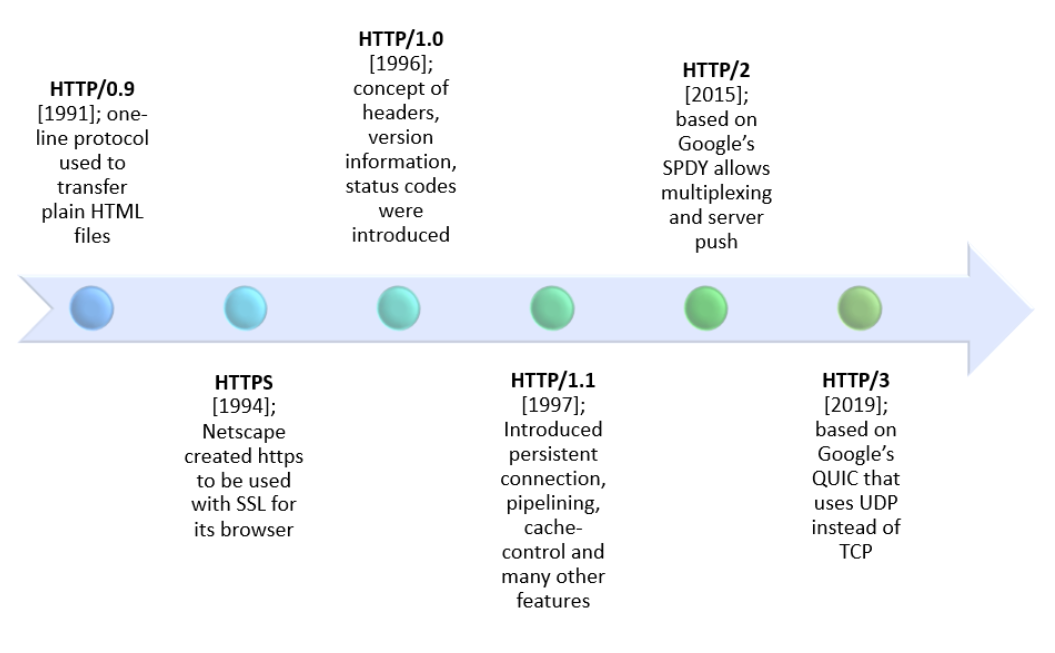 HTTP/0.9
[1991]; one-
line protocol
used to
transfer
plain HTML
files
HTTPS
[1994];
Netscape
created https
to be used
with SSL for
its browser
HTTP/1.0
[1996];
concept of
headers,
version
information,
status codes
were
introduced
HTTP/1.1
[1997];
Introduced
persistent
connection,
pipelining,
cache-
control and
many other
features
HTTP/2
[2015];
based on
Google's
SPDY allows
multiplexing
and server
push
HTTP/3
[2019];
based on
Google's
QUIC that
uses UDP
instead of
TCP